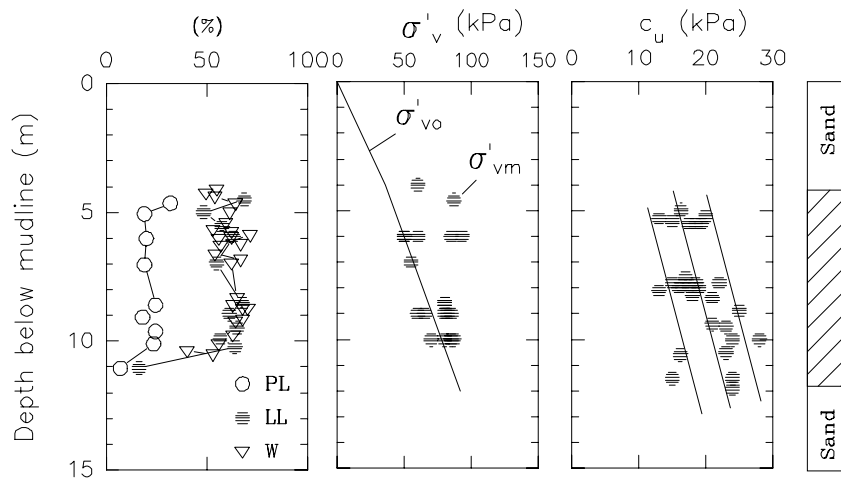 (%)
σ'v (kPa)
c_u (kPa)
0 50 100
0 50 100 150
0 10 20 30
0
5
10
15
Depth below mudline (m)
σ'vo
σ'vm
PL
LL
W
Sand
Sand